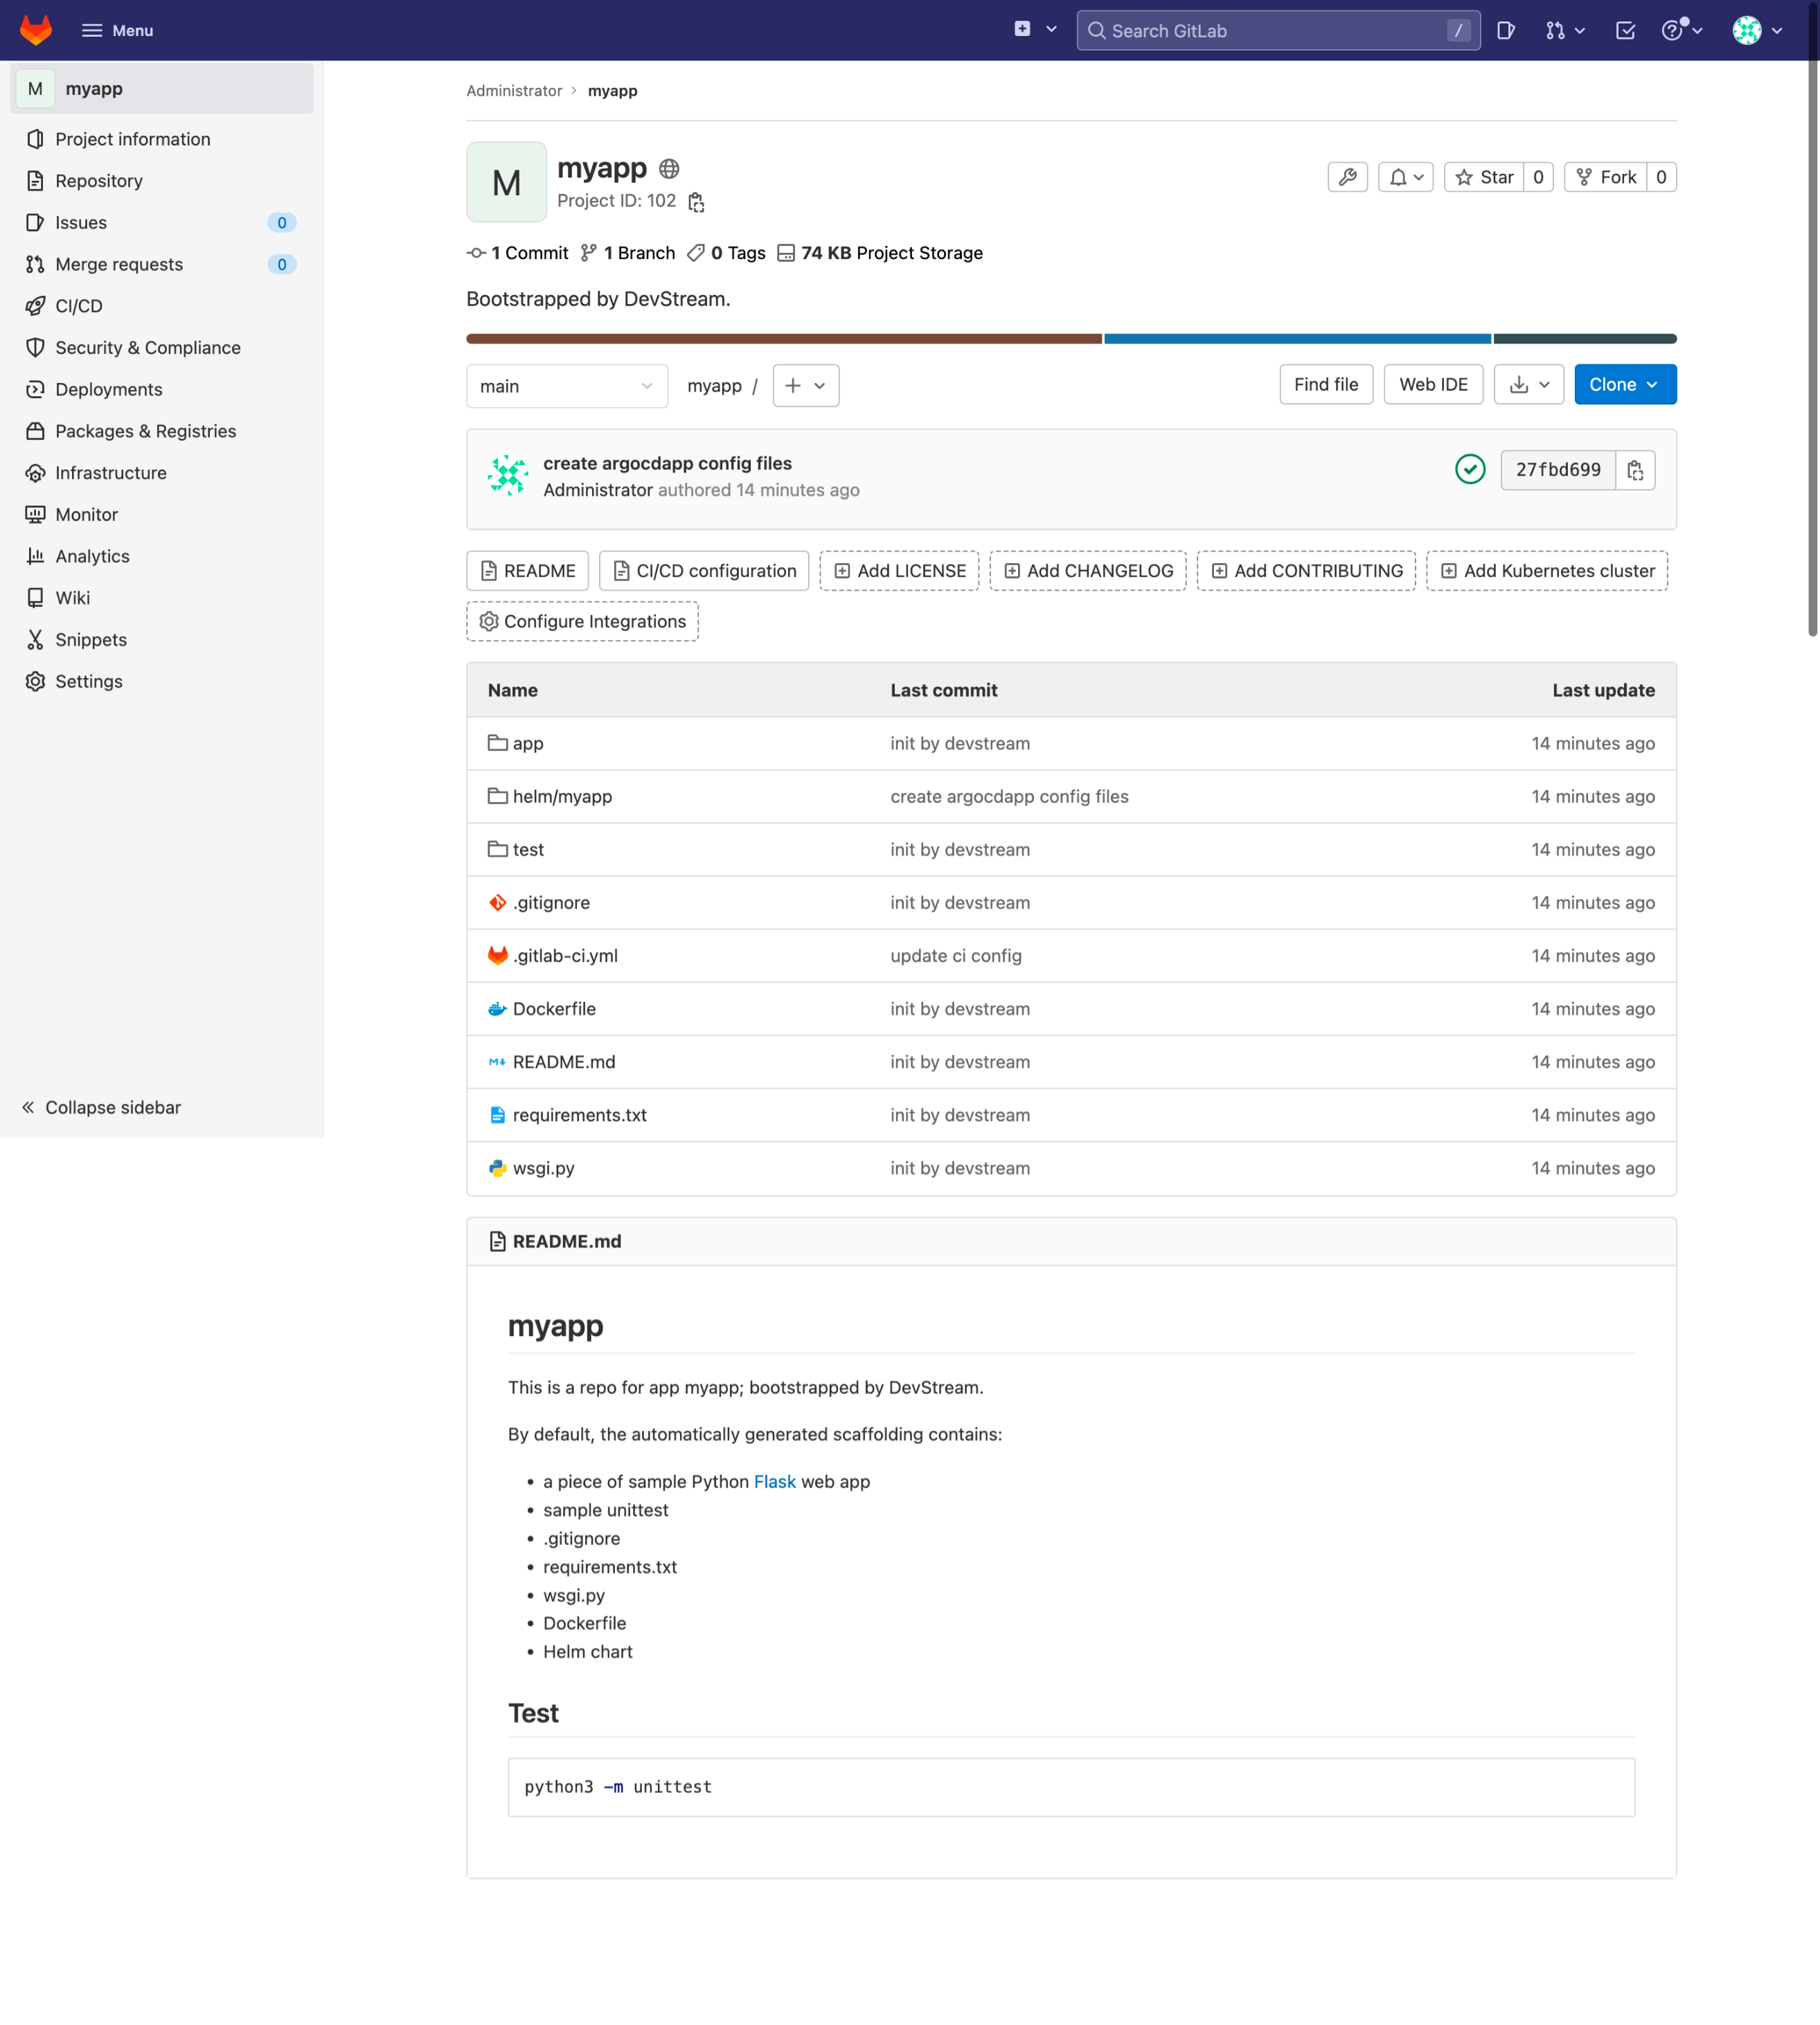 Menu
Search GitLab /
M myapp
Project information
Repository
Issues 0
Merge requests 0
CI/CD
Security & Compliance
Deployments
Packages & Registries
Infrastructure
Monitor
Analytics
Wiki
Snippets
Settings
Collapse sidebar
Administrator > myapp
M
myapp
Project ID: 102
Star 0 Fork 0
1 Commit 1 Branch 0 Tags 74 KB Project Storage
Bootstrapped by DevStream.
main myapp / + Find file Web IDE Clone
create argocdapp config files
Administrator authored 14 minutes ago
27fbd699
README CI/CD configuration Add LICENSE Add CHANGELOG Add CONTRIBUTING Add Kubernetes cluster
Configure Integrations
Name Last commit Last update
app init by devstream 14 minutes ago
helm/myapp create argocdapp config files 14 minutes ago
test init by devstream 14 minutes ago
.gitignore init by devstream 14 minutes ago
.gitlab-ci.yml update ci config 14 minutes ago
Dockerfile init by devstream 14 minutes ago
README.md init by devstream 14 minutes ago
requirements.txt init by devstream 14 minutes ago
wsgi.py init by devstream 14 minutes ago
README.md
myapp
This is a repo for app myapp; bootstrapped by DevStream.
By default, the automatically generated scaffolding contains:
• a piece of sample Python Flask web app
• sample unittest
• .gitignore
• requirements.txt
• wsgi.py
• Dockerfile
• Helm chart
Test
python3 -m unittest